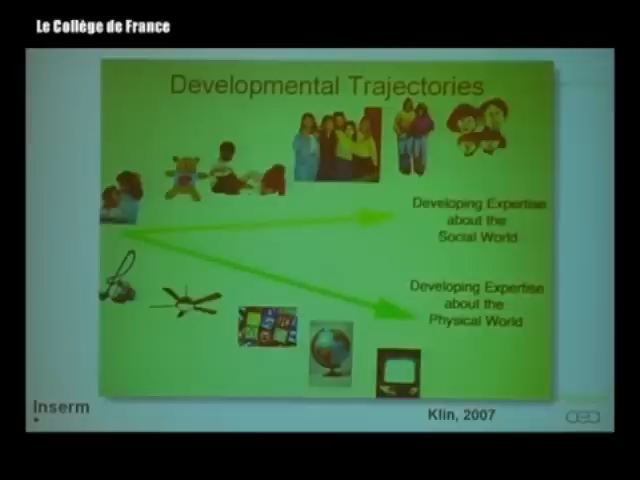 Le Collège de France
Developmental Trajectories
Developing Expertise
about the
Social World
Developing Expertise
about the
Physical World
Inserm
Klin, 2007
cea